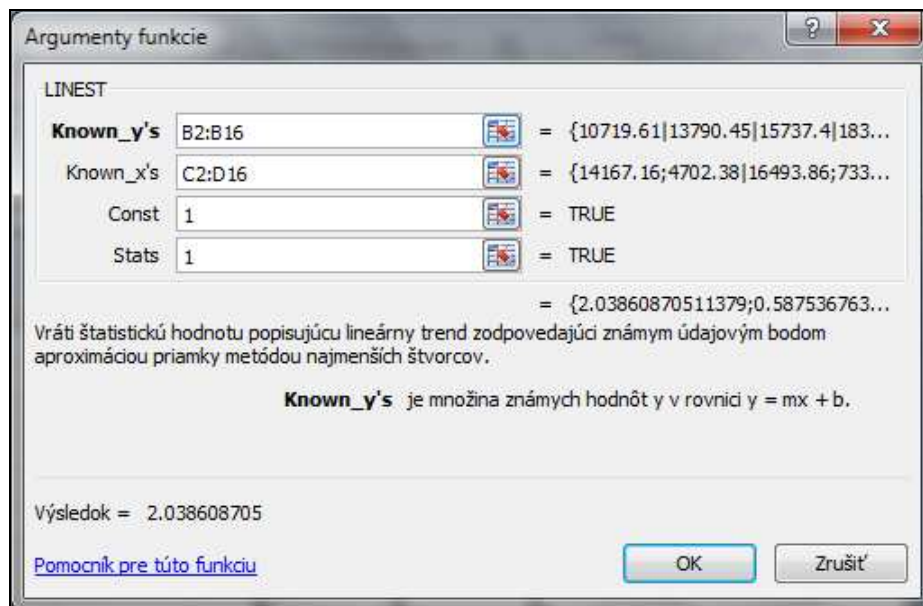 Argumenty funkcie
LINEST
Known_y's B2:B16 = {10719.61|13790.45|15737.4|183...
Known_x's C2:D16 = {14167.16;4702.38|16493.86;733...
Const 1 = TRUE
Stats 1 = TRUE
= {2.03860870511379;0.587536763...
Vráti štatistickú hodnotu popisujúcu lineárny trend zodpovedajúci známym údajovým bodom
aproximáciou priamky metódou najmenších štvorcov.
Known_y's je množina známych hodnôt y v rovnici y = mx + b.
Výsledok = 2.038608705
Pomocník pre túto funkciu
OK
Zrušiť